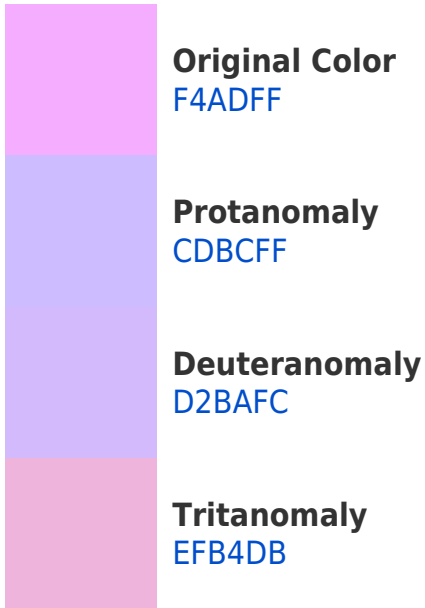 Original Color
F4ADFF
Protanomaly
CDBCFF
Deuteranomaly
D2BAFC
Tritanomaly
EFB4DB